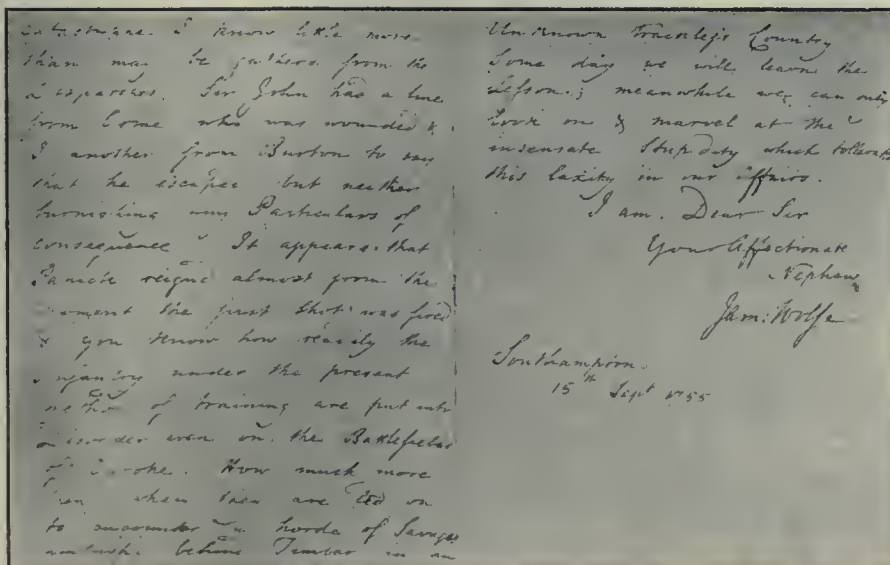 I know little more
than may be gathered from the
Despatches. Sir John has a line
from Come who was wounded &
I another from Burton to say
that he escaped but neither
furnishing any Particulars of
consequence It appears that
Panick reigned almost from the
moment the first shot was fired
& you know how readily the
Infantry under the present
method of training are put into
Disorder even on the Battlefields
of Europe. How much more
then when they are led on
to encounter a horde of Savages
ambush'd behind Timber in an
Unknown Trackless Country
Some day we will learn the
Lesson; meanwhile we can only
look on & marvel at the
insensate Stupidity which tollerates
this laxity in our affairs.
I am. Dear Sir
Your Affectionate
Nephew
Jam: Wolfe
Southampton.
15th Sept 1755